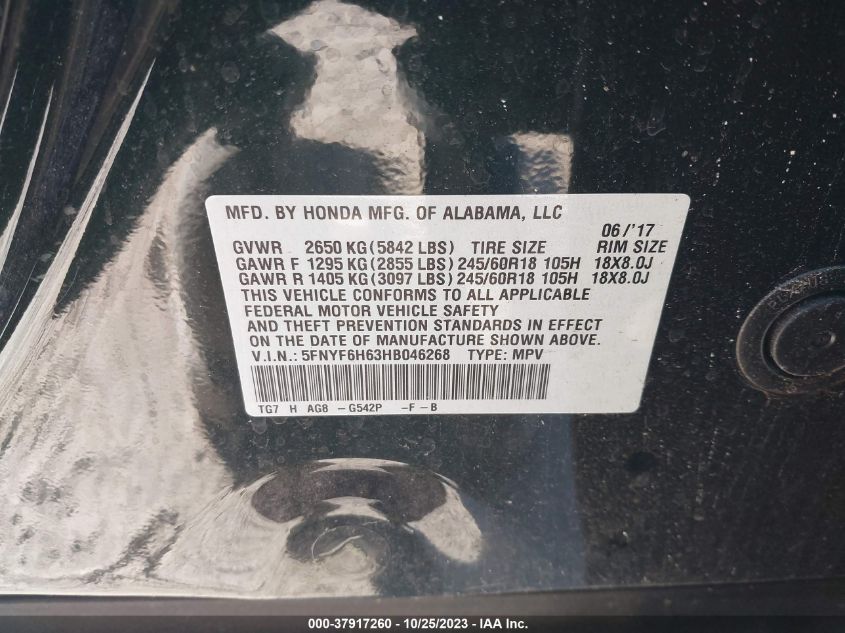 MFD. BY HONDA MFG. OF ALABAMA, LLC
06/'17
GVWR 2650 KG(5842 LBS) TIRE SIZE RIM SIZE
GAWR F 1295 KG(2855 LBS) 245/60R18 105H 18X8.0J
GAWR R 1405 KG(3097 LBS) 245/60R18 105H 18X8.0J
THIS VEHICLE CONFORMS TO ALL APPLICABLE
FEDERAL MOTOR VEHICLE SAFETY
AND THEFT PREVENTION STANDARDS IN EFFECT
ON THE DATE OF MANUFACTURE SHOWN ABOVE.
V.I.N.: 5FNYF6H63HB046268 TYPE: MPV
TG7 H AG8 -G542P -F -B
000-37917260 - 10/25/2023 - IAA Inc.